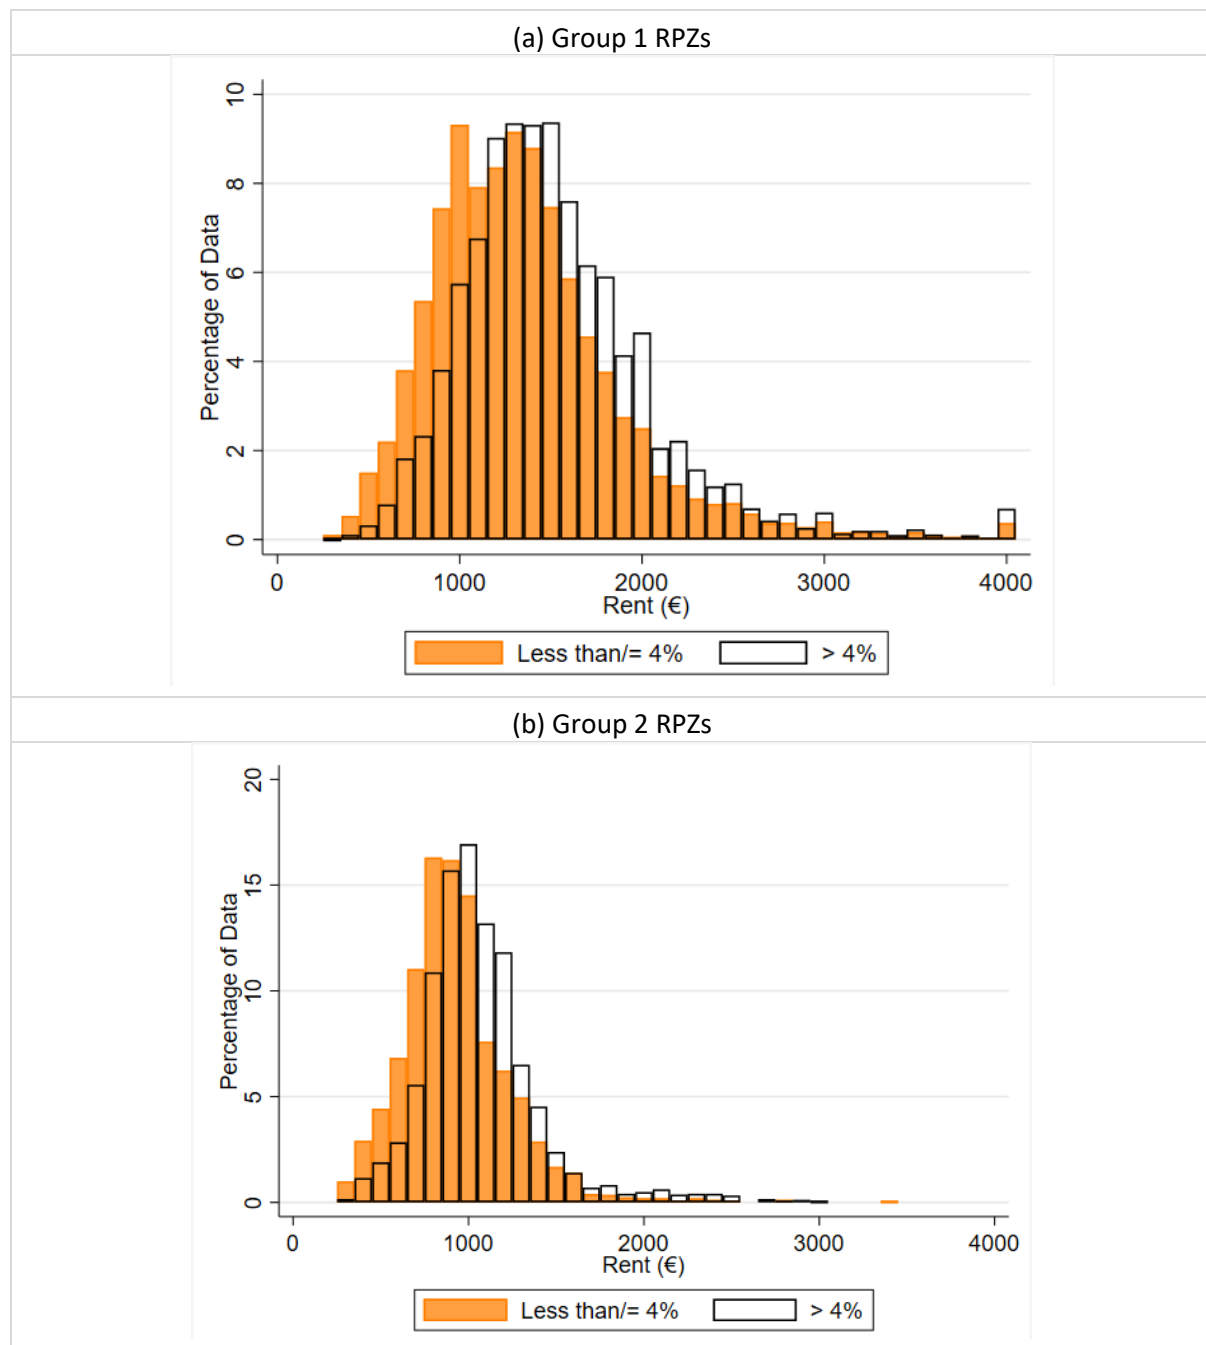 (a) Group 1 RPZs
10
8
6
4
2
0
Percentage of Data
0 1000 2000 3000 4000
Rent (€)
Less than/= 4% > 4%
(b) Group 2 RPZs
20
15
10
5
0
Percentage of Data
0 1000 2000 3000 4000
Rent (€)
Less than/= 4% > 4%